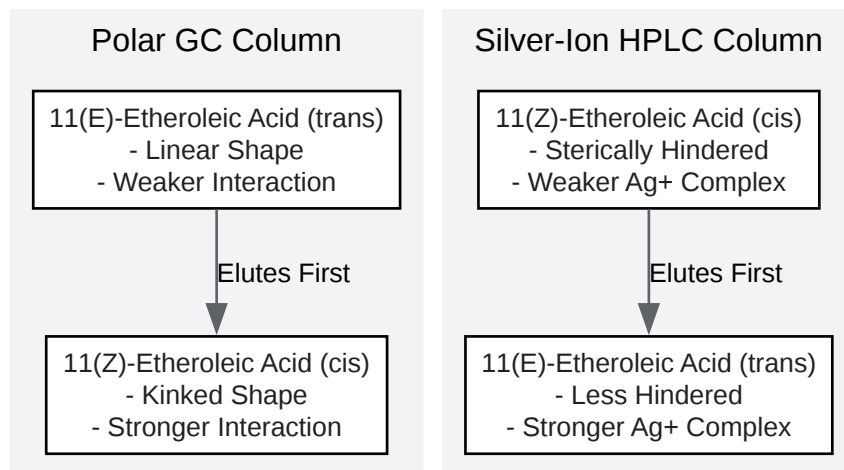 Polar GC Column
11(E)-Etheroleic Acid (trans)
- Linear Shape
- Weaker Interaction
Elutes First
11(Z)-Etheroleic Acid (cis)
- Kinked Shape
- Stronger Interaction
Silver-Ion HPLC Column
11(Z)-Etheroleic Acid (cis)
- Sterically Hindered
- Weaker Ag+ Complex
Elutes First
11(E)-Etheroleic Acid (trans)
- Less Hindered
- Stronger Ag+ Complex